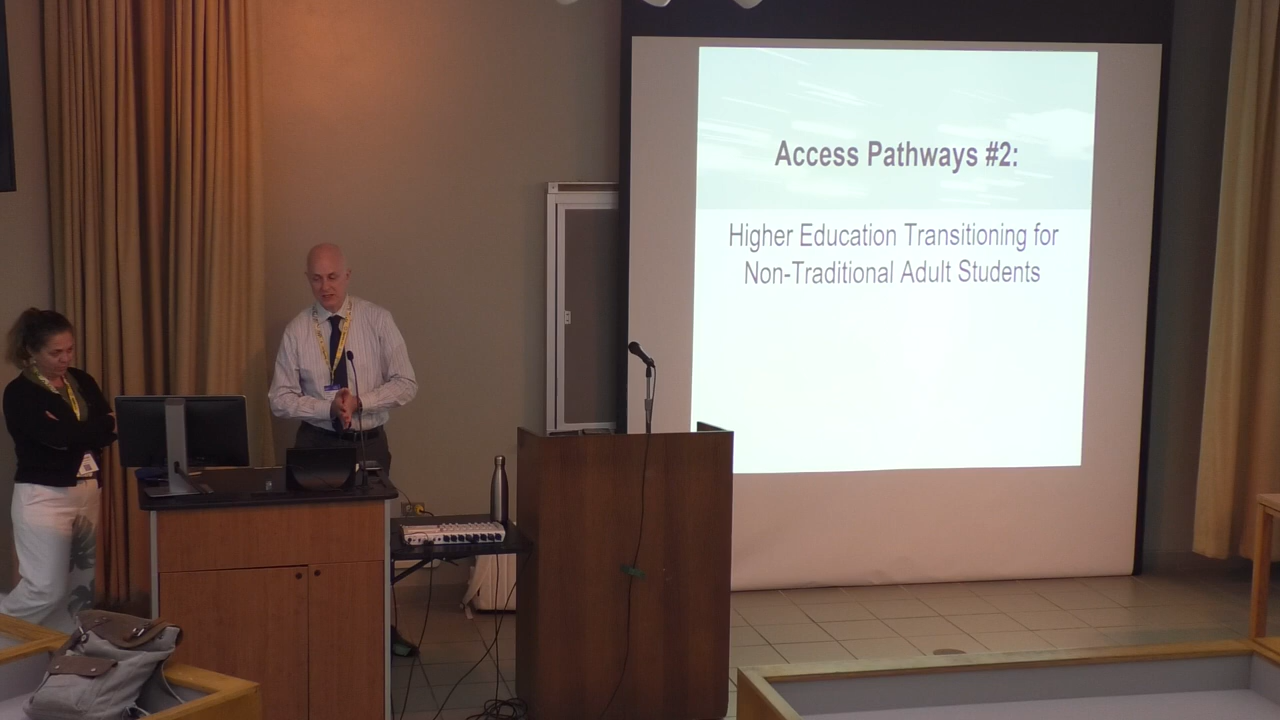 Access Pathways #2:
Higher Education Transitioning for
Non-Traditional Adult Students